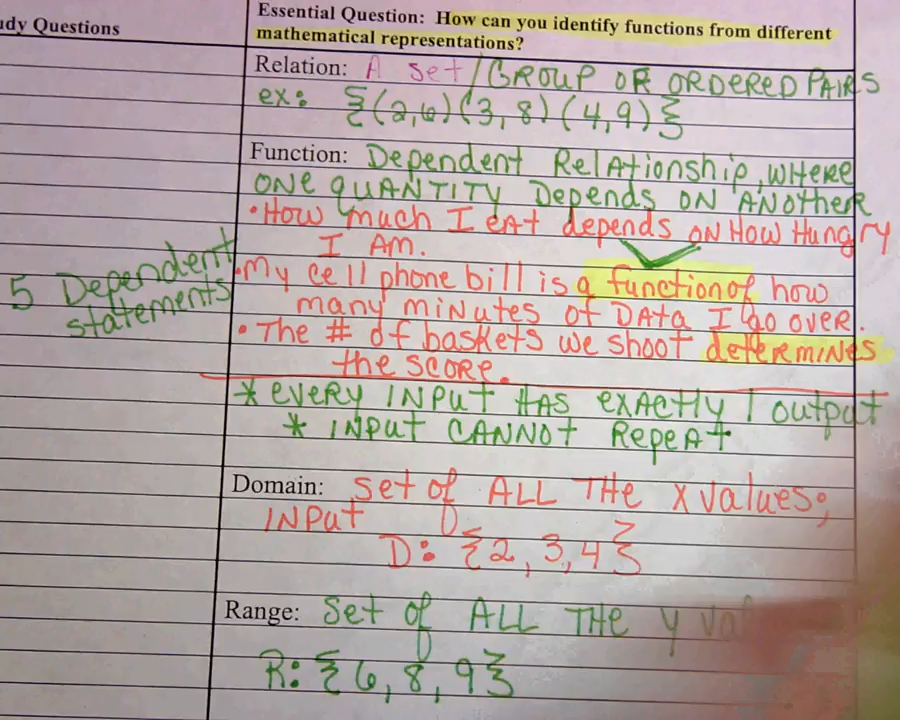 udy Questions
Essential Question: How can you identify functions from different
mathematical representations?
Relation: A set/GROUP OF ORDERED PAIRS
ex: {(2,6)(3,8)(4,9)}
Function: Dependent Relationship, WHERE
ONE QUANTITY Depends ON ANOTHER
• How much I eat depends ON How Hungry
I AM.
5 Dependent
statements
• My cell phone bill is a function of how
many minutes of DATA I go over.
• The # of baskets we shoot determines
the score.
* EVERY INPUT HAS EXACTLY 1 output
* INPUT CANNOT Repeat
Domain: set of ALL THE x values;
INPUT
D: {2, 3, 4}
Range: set of ALL THE y va
R: {6, 8, 9}